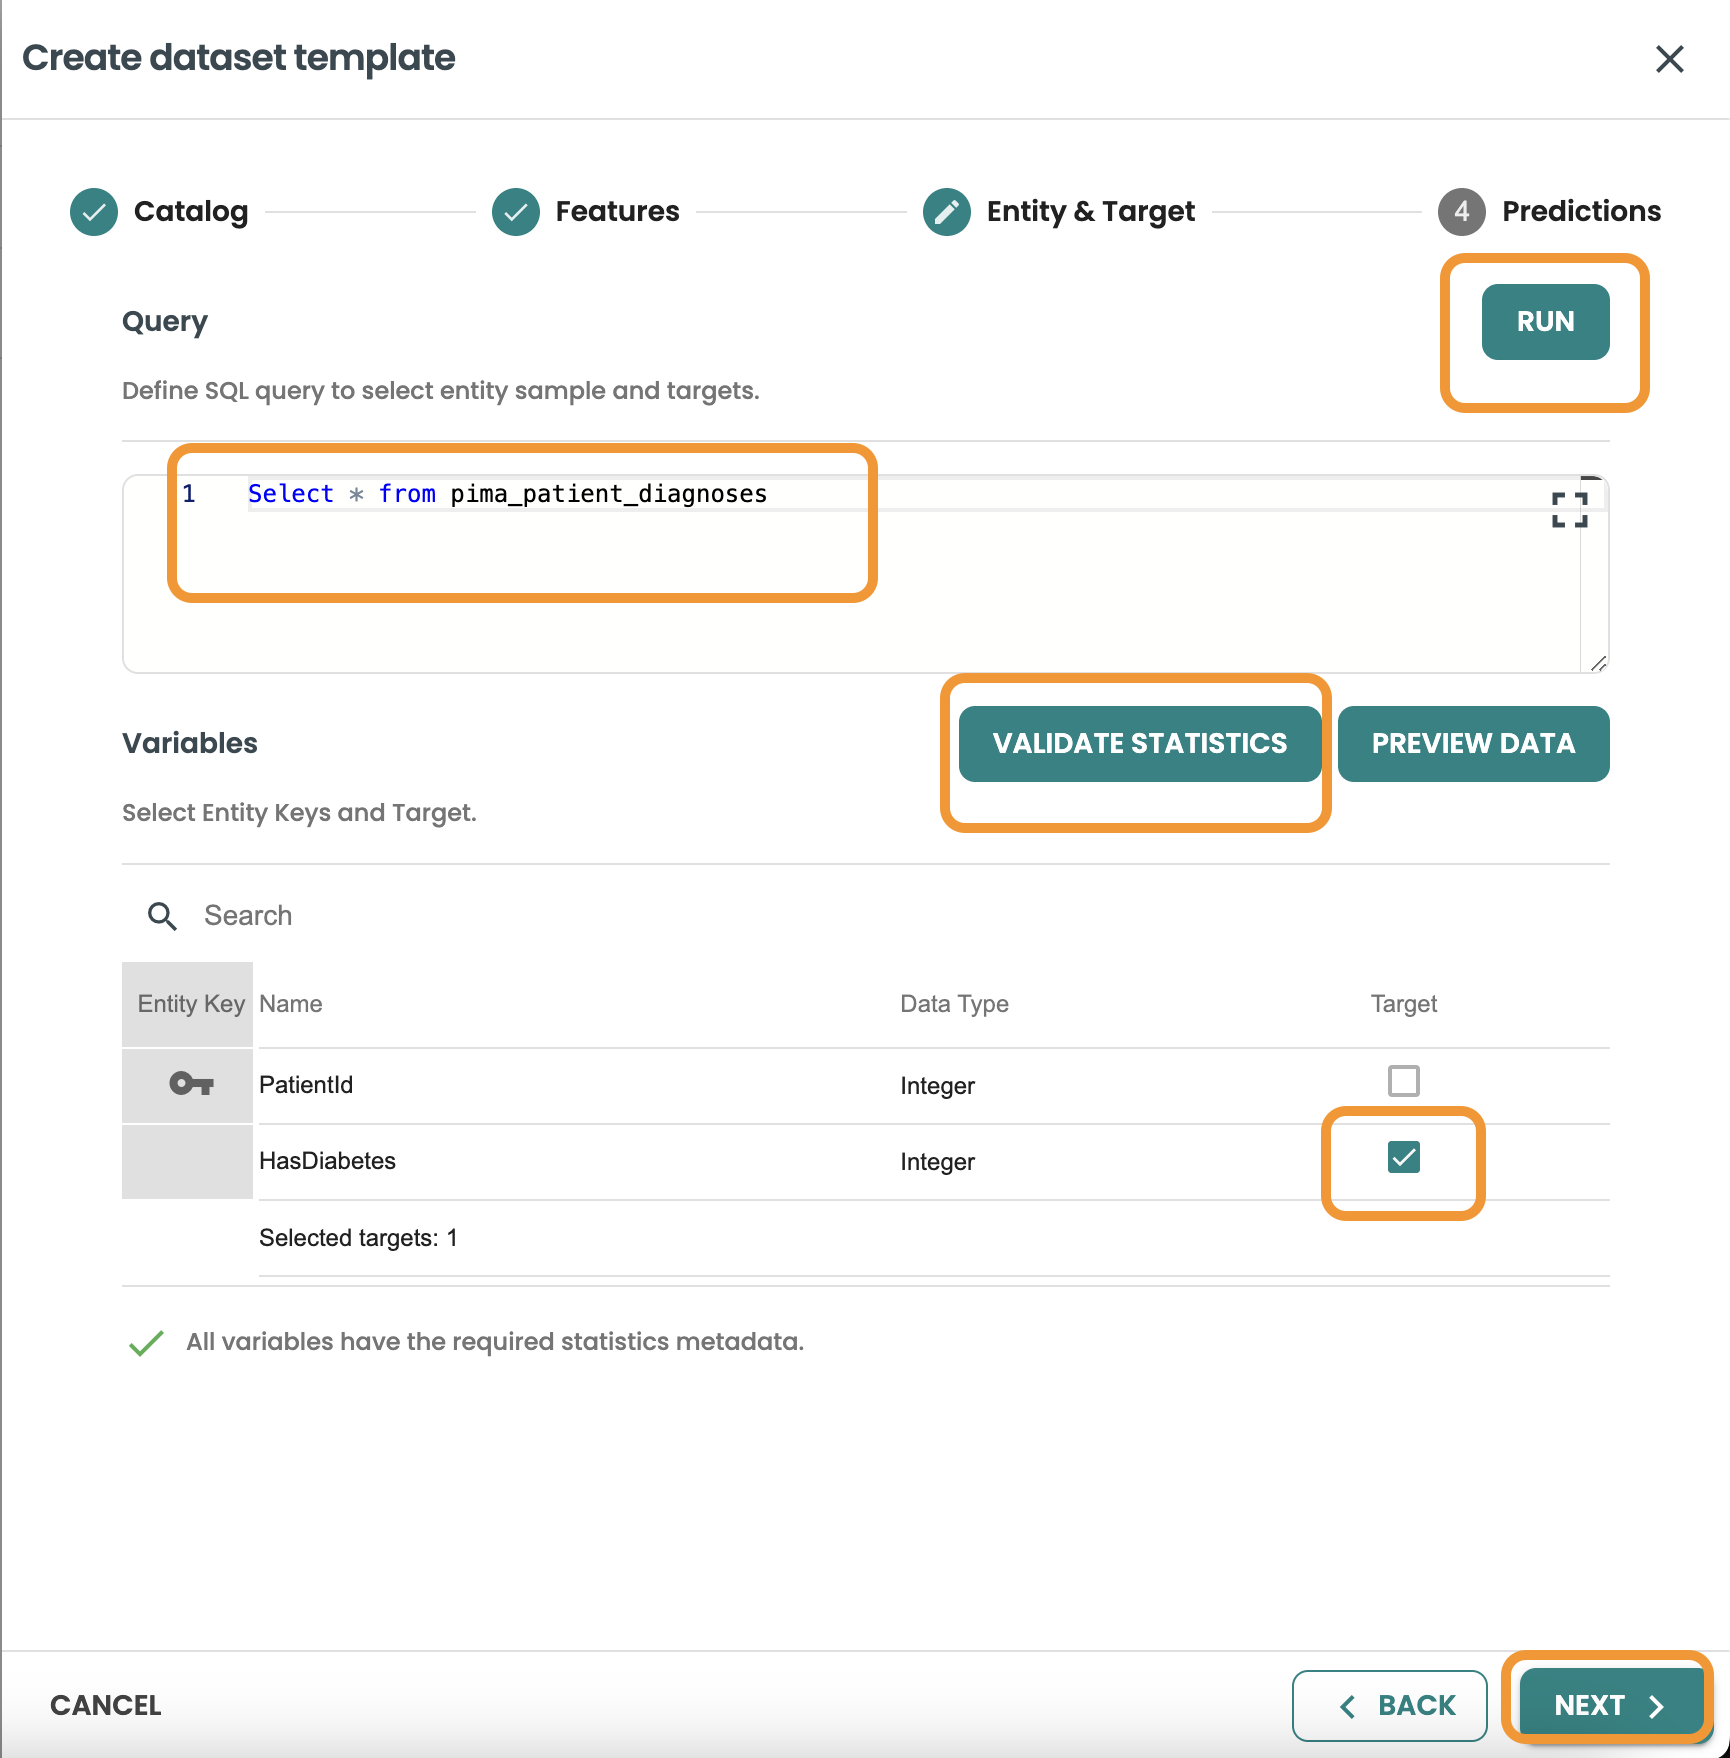 Create dataset template
Catalog
Features
Entity & Target
4 Predictions
Query
RUN
Define SQL query to select entity sample and targets.
1 Select * from pima_patient_diagnoses
Variables
VALIDATE STATISTICS
PREVIEW DATA
Select Entity Keys and Target.
Search
Entity Key Name Data Type Target
PatientId Integer
HasDiabetes Integer
Selected targets: 1
All variables have the required statistics metadata.
CANCEL
BACK
NEXT